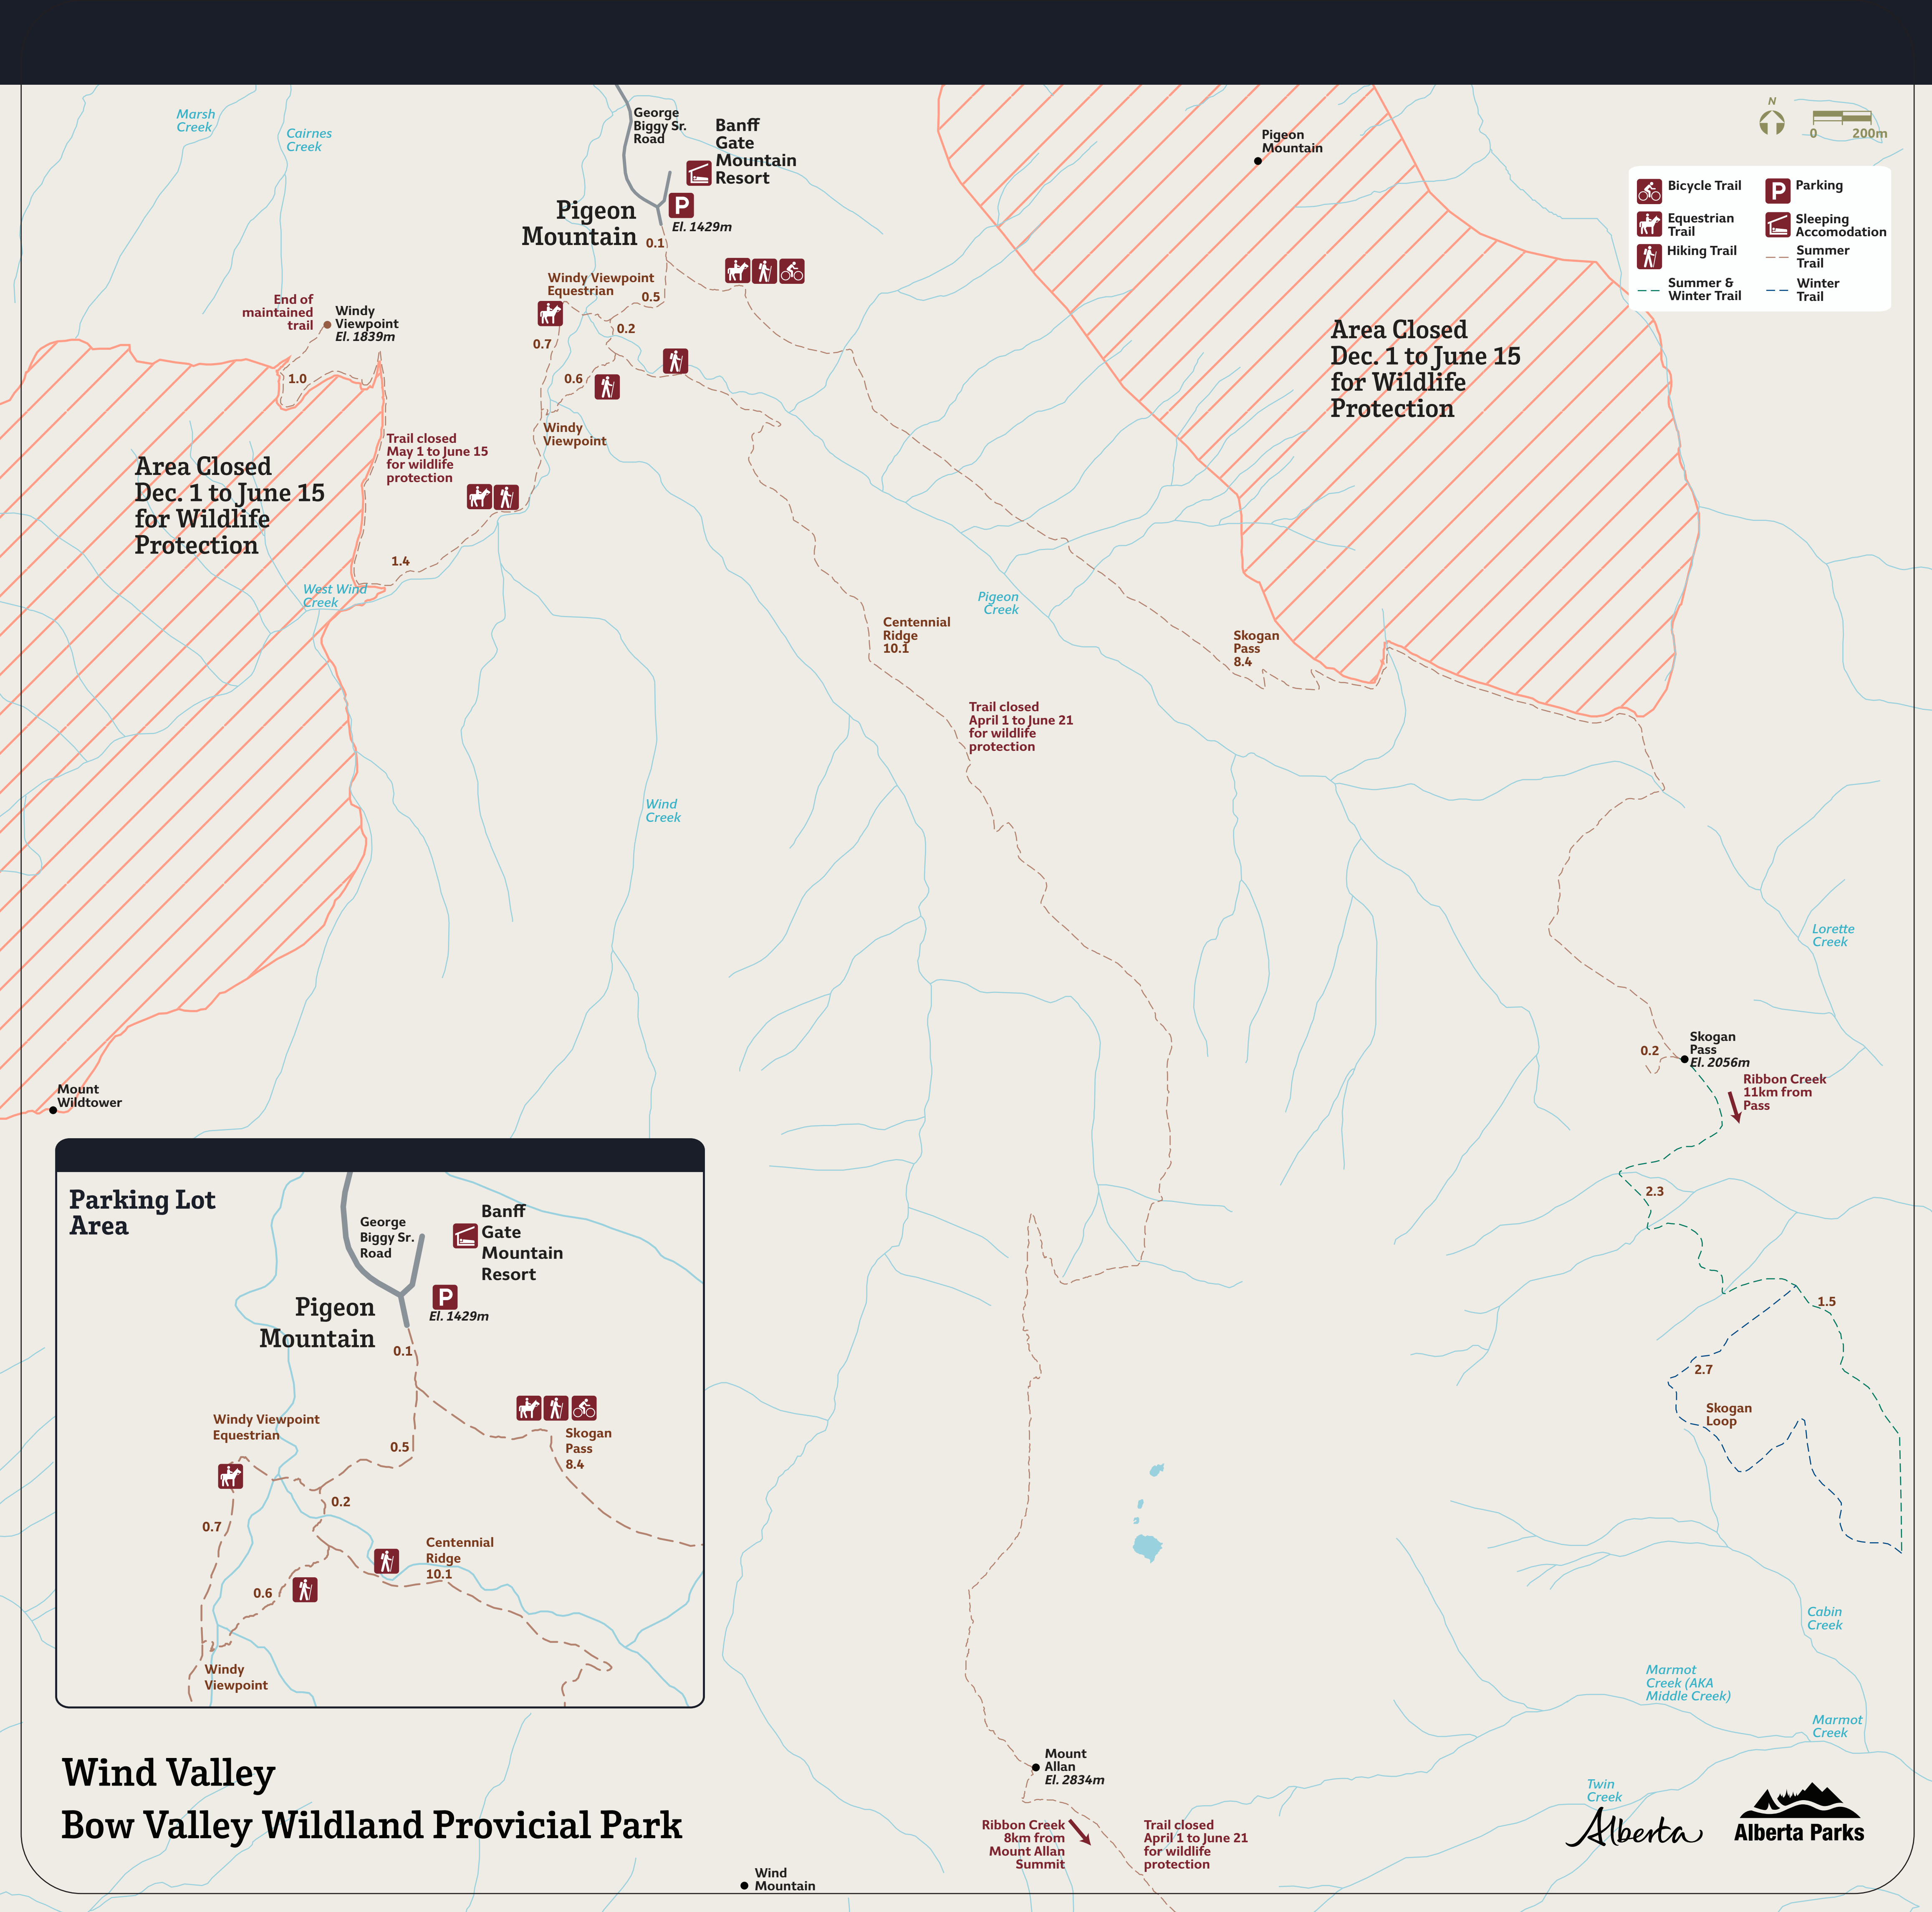 Marsh
Creek
Cairnes
Creek
George
Biggy Sr.
Road
Banff
Gate
Mountain
Resort
P
El. 1429m
Pigeon
Mountain
0.1
Pigeon
Mountain
N
0
200m
Bicycle Trail
Equestrian
Trail
Hiking Trail
Summer &
Winter Trail
P
Parking
Sleeping
Accomodation
Summer
Trail
Winter
Trail
Windy Viewpoint
Equestrian
0.5
0.2
0.7
0.6
Windy
Viewpoint
End of
maintained
trail
Windy
Viewpoint
El. 1839m
1.0
Trail closed
May 1 to June 15
for wildlife
protection
1.4
Area Closed
Dec. 1 to June 15
for Wildlife
Protection
West Wind
Creek
Area Closed
Dec. 1 to June 15
for Wildlife
Protection
Pigeon
Creek
Centennial
Ridge
10.1
Skogan
Pass
8.4
Trail closed
April 1 to June 21
for wildlife
protection
Wind
Creek
Lorette
Creek
Skogan
Pass
El. 2056m
0.2
Ribbon Creek
11km from
Pass
Mount
Wildtower
2.3
1.5
2.7
Skogan
Loop
Parking Lot
Area
George
Biggy Sr.
Road
Banff
Gate
Mountain
Resort
P
El. 1429m
Pigeon
Mountain
0.1
Windy Viewpoint
Equestrian
0.5
Skogan
Pass
8.4
0.2
0.7
Centennial
Ridge
10.1
0.6
Windy
Viewpoint
Cabin
Creek
Marmot
Creek (AKA
Middle Creek)
Marmot
Creek
Twin
Creek
Mount
Allan
El. 2834m
Ribbon Creek
8km from
Mount Allan
Summit
Trail closed
April 1 to June 21
for wildlife
protection
Wind
Mountain
Wind Valley
Bow Valley Wildland Provicial Park
Alberta
Alberta Parks